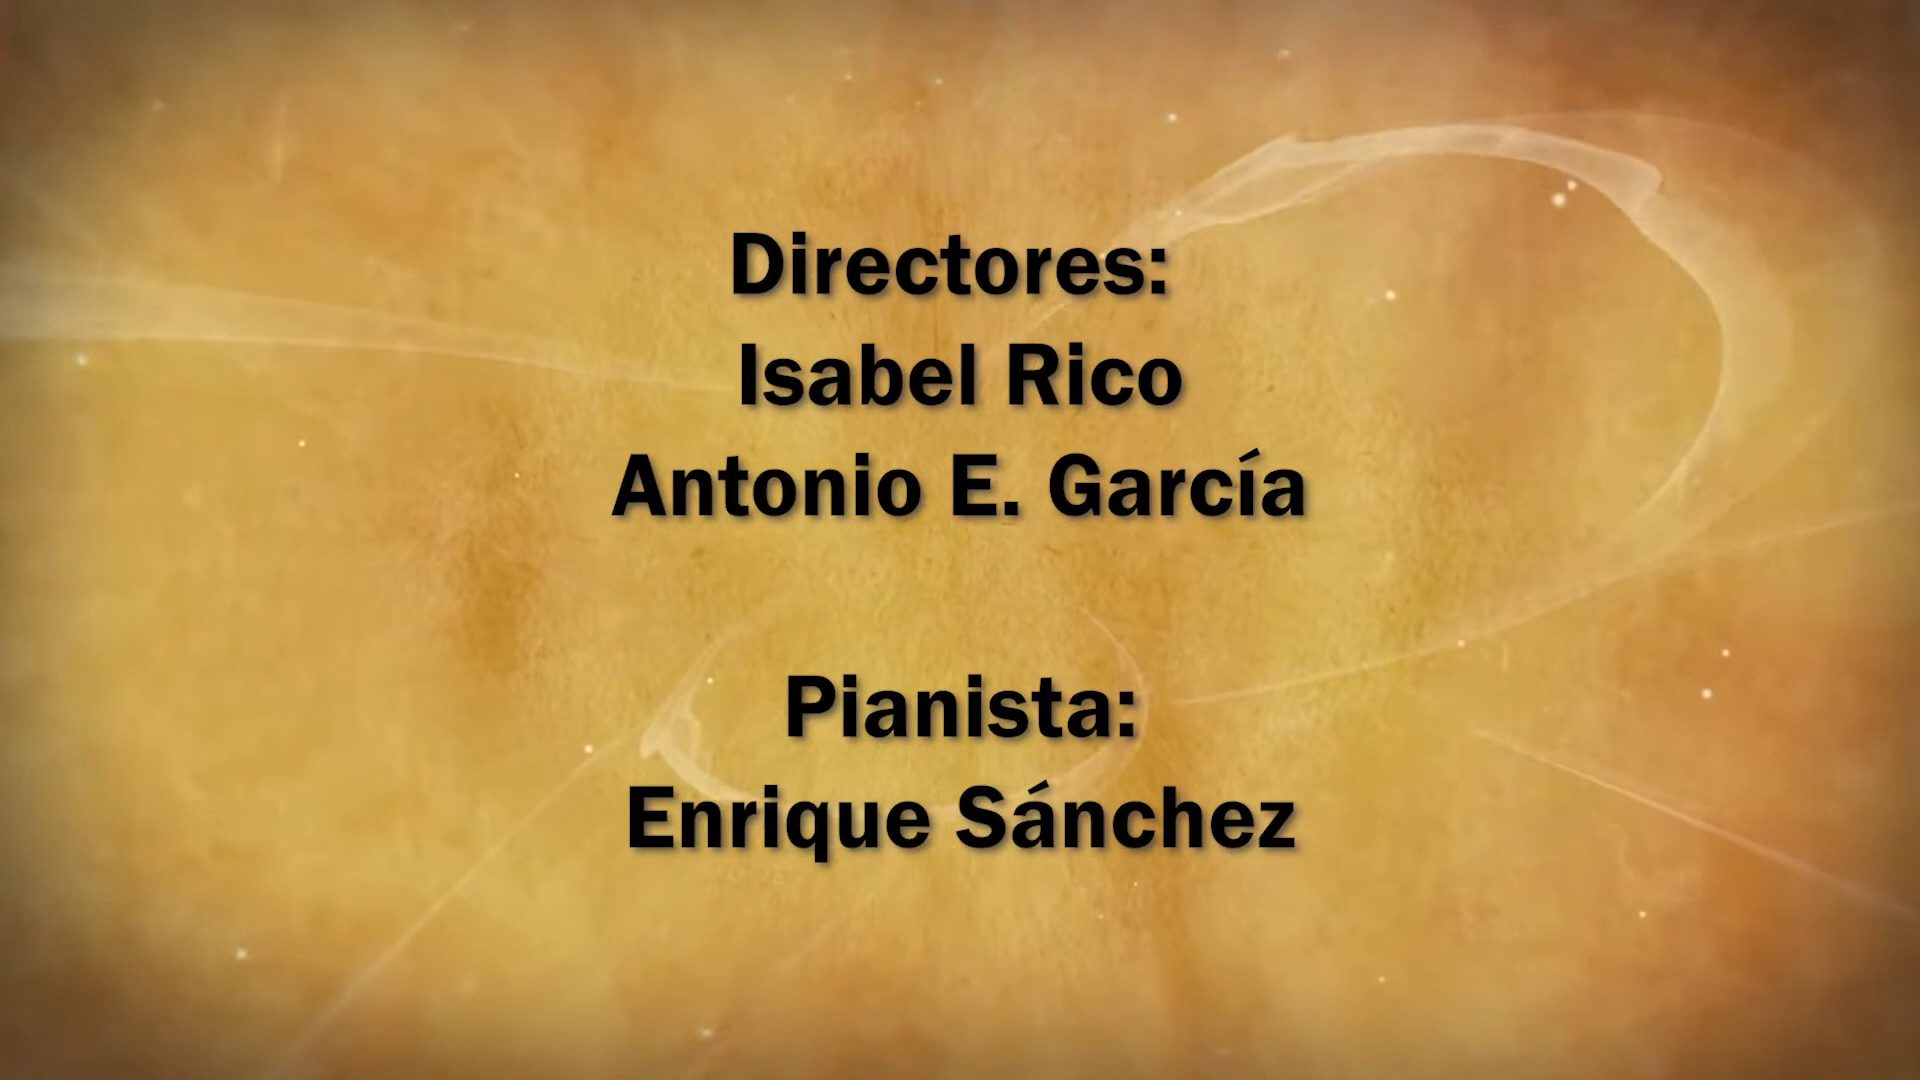 Directores:
Isabel Rico
Antonio E. García
Pianista:
Enrique Sánchez